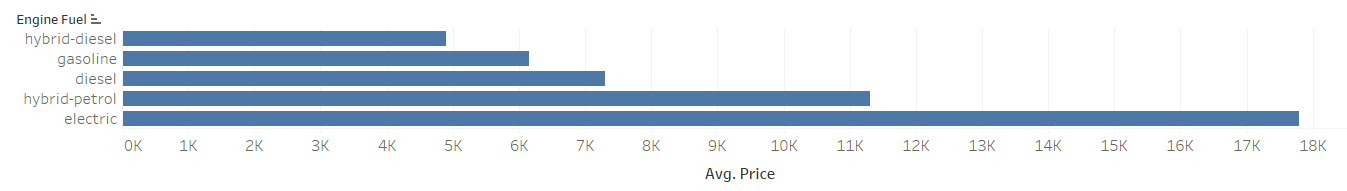 Engine Fuel
hybrid-diesel
gasoline
diesel
hybrid-petrol
electric
0K 1K 2K 3K 4K 5K 6K 7K 8K 9K 10K 11K 12K 13K 14K 15K 16K 17K 18K
Avg. Price